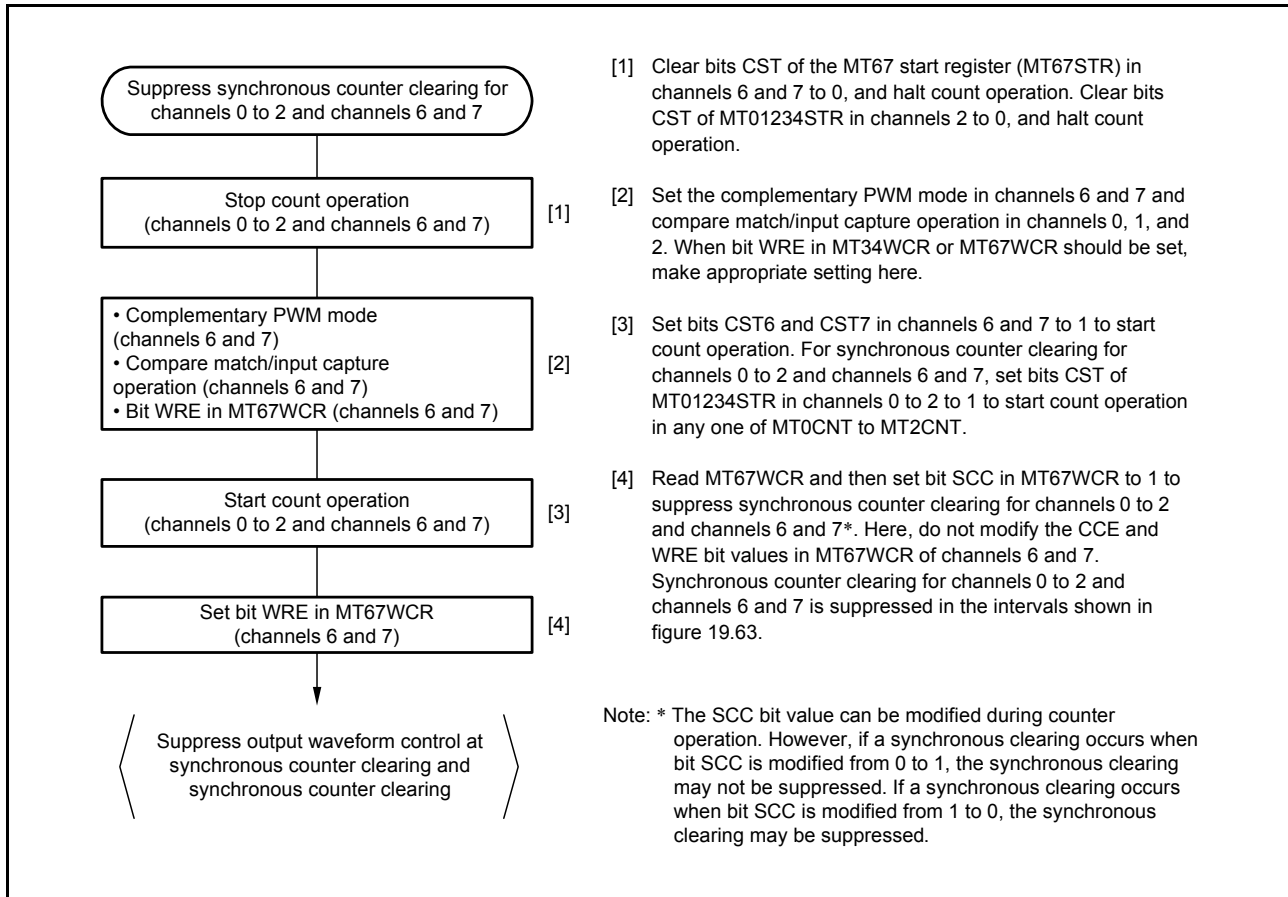 Suppress synchronous counter clearing for
channels 0 to 2 and channels 6 and 7
Stop count operation
(channels 0 to 2 and channels 6 and 7)
[1]
• Complementary PWM mode
(channels 6 and 7)
• Compare match/input capture
operation (channels 6 and 7)
• Bit WRE in MT67WCR (channels 6 and 7)
[2]
Start count operation
(channels 0 to 2 and channels 6 and 7)
[3]
Set bit WRE in MT67WCR
(channels 6 and 7)
[4]
Suppress output waveform control at
synchronous counter clearing and
synchronous counter clearing
[1] Clear bits CST of the MT67 start register (MT67STR) in
channels 6 and 7 to 0, and halt count operation. Clear bits
CST of MT01234STR in channels 2 to 0, and halt count
operation.
[2] Set the complementary PWM mode in channels 6 and 7 and
compare match/input capture operation in channels 0, 1, and
2. When bit WRE in MT34WCR or MT67WCR should be set,
make appropriate setting here.
[3] Set bits CST6 and CST7 in channels 6 and 7 to 1 to start
count operation. For synchronous counter clearing for
channels 0 to 2 and channels 6 and 7, set bits CST of
MT01234STR in channels 0 to 2 to 1 to start count operation
in any one of MT0CNT to MT2CNT.
[4] Read MT67WCR and then set bit SCC in MT67WCR to 1 to
suppress synchronous counter clearing for channels 0 to 2
and channels 6 and 7*. Here, do not modify the CCE and
WRE bit values in MT67WCR of channels 6 and 7.
Synchronous counter clearing for channels 0 to 2 and
channels 6 and 7 is suppressed in the intervals shown in
figure 19.63.
Note: * The SCC bit value can be modified during counter
operation. However, if a synchronous clearing occurs when
bit SCC is modified from 0 to 1, the synchronous clearing
may not be suppressed. If a synchronous clearing occurs
when bit SCC is modified from 1 to 0, the synchronous
clearing may be suppressed.